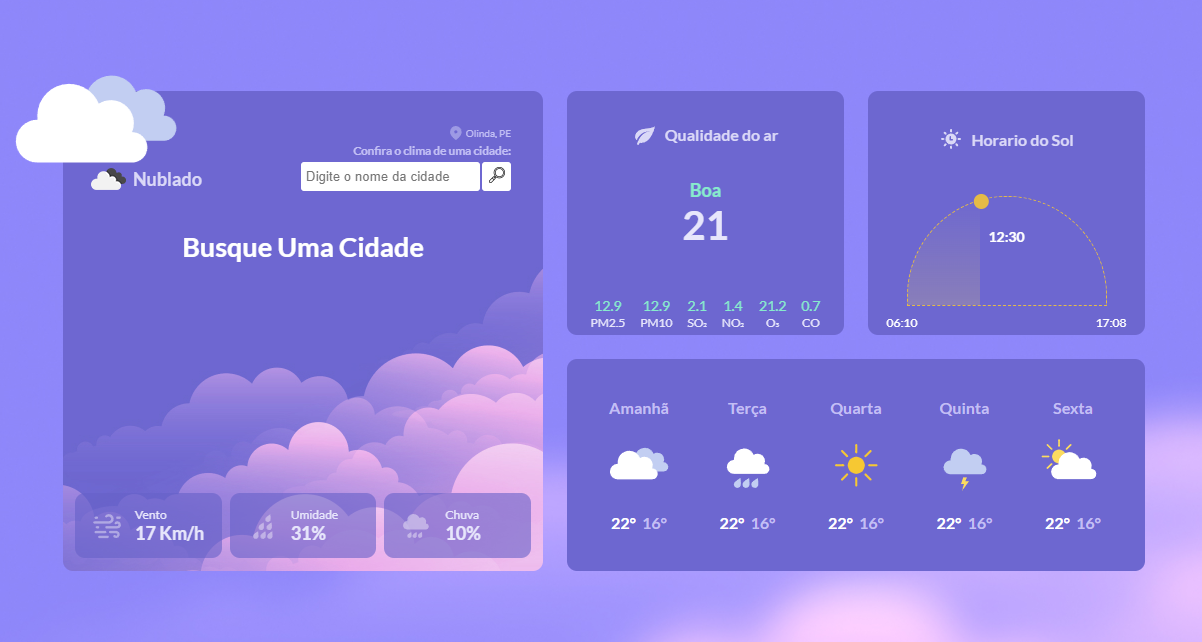 Olinda, PE
Confira o clima de uma cidade:
Nublado
Digite o nome da cidade
Busque Uma Cidade
Vento
17 Km/h
Umidade
31%
Chuva
10%
Qualidade do ar
Boa
21
12.9 12.9 2.1 1.4 21.2 0.7
PM2.5 PM10 SO₂ NO₂ O₃ CO
Horario do Sol
12:30
06:10 17:08
Amanhã Terça Quarta Quinta Sexta
22° 16° 22° 16° 22° 16° 22° 16° 22° 16°